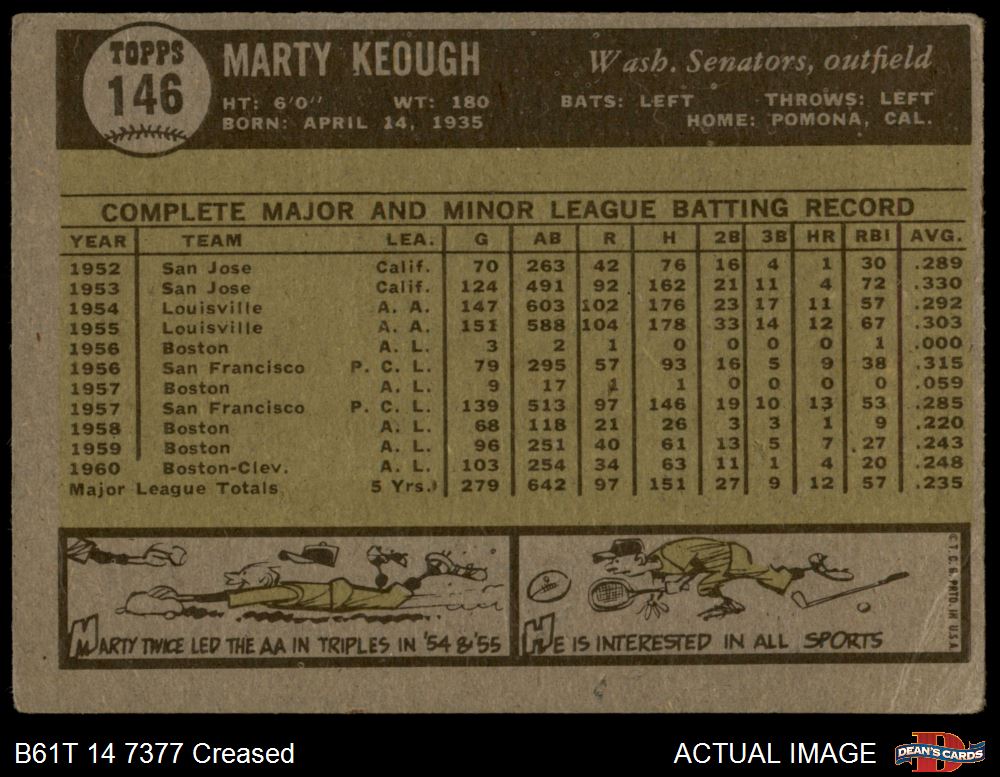 TOPPS
146
MARTY KEOUGH
Wash. Senators, outfield
HT: 6'0" WT: 180 BATS: LEFT THROWS: LEFT
BORN: APRIL 14, 1935 HOME: POMONA, CAL.
COMPLETE MAJOR AND MINOR LEAGUE BATTING RECORD
YEAR TEAM LEA. G AB R H 2B 3B HR RBI AVG.
1952 San Jose Calif. 70 263 42 76 16 4 1 30 .289
1953 San Jose Calif. 124 491 92 162 21 11 4 72 .330
1954 Louisville A. A. 147 603 102 176 23 17 11 57 .292
1955 Louisville A. A. 151 588 104 178 33 14 12 67 .303
1956 Boston A. L. 3 2 1 0 0 0 0 1 .000
1956 San Francisco P. C. L. 79 295 57 93 16 5 9 38 .315
1957 Boston A. L. 9 17 1 1 0 0 0 0 .059
1957 San Francisco P. C. L. 139 513 97 146 19 10 13 53 .285
1958 Boston A. L. 68 118 21 26 3 3 1 9 .220
1959 Boston A. L. 96 251 40 61 13 5 7 27 .243
1960 Boston-Clev. A. L. 103 254 34 63 11 1 4 20 .248
Major League Totals 5 Yrs. 279 642 97 151 27 9 12 57 .235
MARTY TWICE LED THE AA IN TRIPLES IN '54 & '55
HE IS INTERESTED IN ALL SPORTS
© T. C. G. PRTD. IN U.S.A.
B61T 14 7377 Creased
ACTUAL IMAGE
DEAN'S CARDS